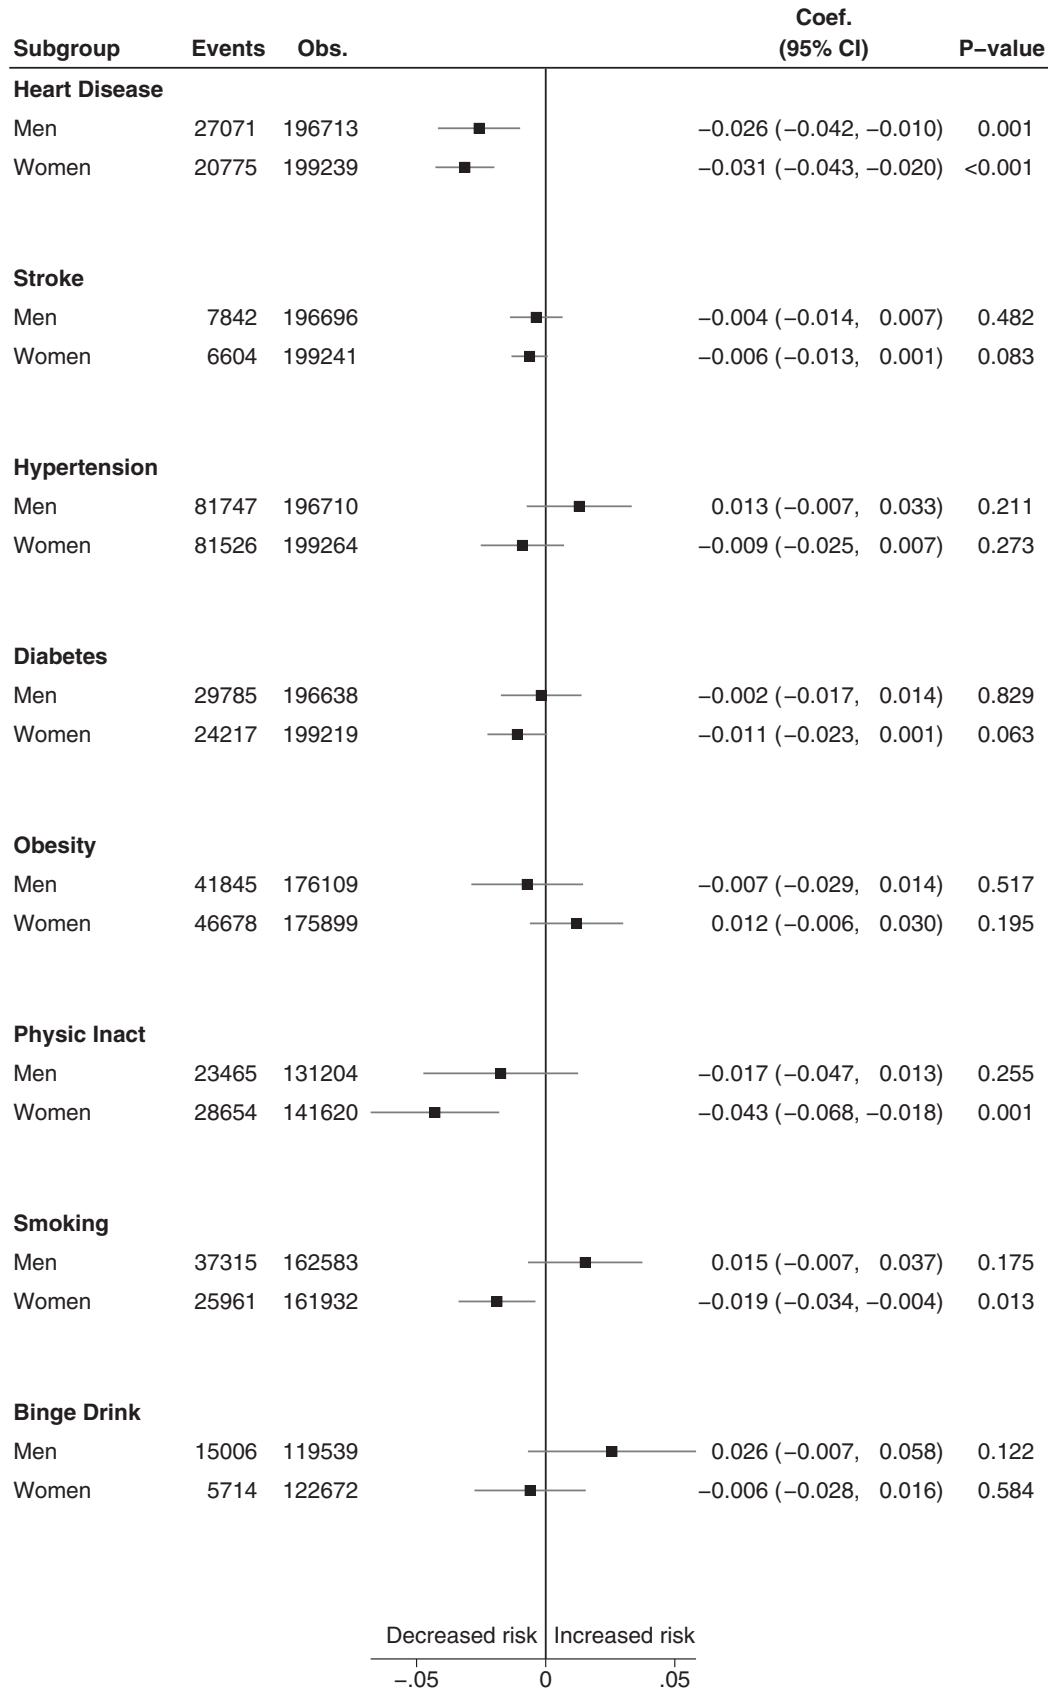 Coef.
Subgroup Events Obs. (95% CI) P−value
Heart Disease
Men 27071 196713 −0.026 (−0.042, −0.010) 0.001
Women 20775 199239 −0.031 (−0.043, −0.020) <0.001
Stroke
Men 7842 196696 −0.004 (−0.014, 0.007) 0.482
Women 6604 199241 −0.006 (−0.013, 0.001) 0.083
Hypertension
Men 81747 196710 0.013 (−0.007, 0.033) 0.211
Women 81526 199264 −0.009 (−0.025, 0.007) 0.273
Diabetes
Men 29785 196638 −0.002 (−0.017, 0.014) 0.829
Women 24217 199219 −0.011 (−0.023, 0.001) 0.063
Obesity
Men 41845 176109 −0.007 (−0.029, 0.014) 0.517
Women 46678 175899 0.012 (−0.006, 0.030) 0.195
Physic Inact
Men 23465 131204 −0.017 (−0.047, 0.013) 0.255
Women 28654 141620 −0.043 (−0.068, −0.018) 0.001
Smoking
Men 37315 162583 0.015 (−0.007, 0.037) 0.175
Women 25961 161932 −0.019 (−0.034, −0.004) 0.013
Binge Drink
Men 15006 119539 0.026 (−0.007, 0.058) 0.122
Women 5714 122672 −0.006 (−0.028, 0.016) 0.584
Decreased risk Increased risk
−.05 0 .05